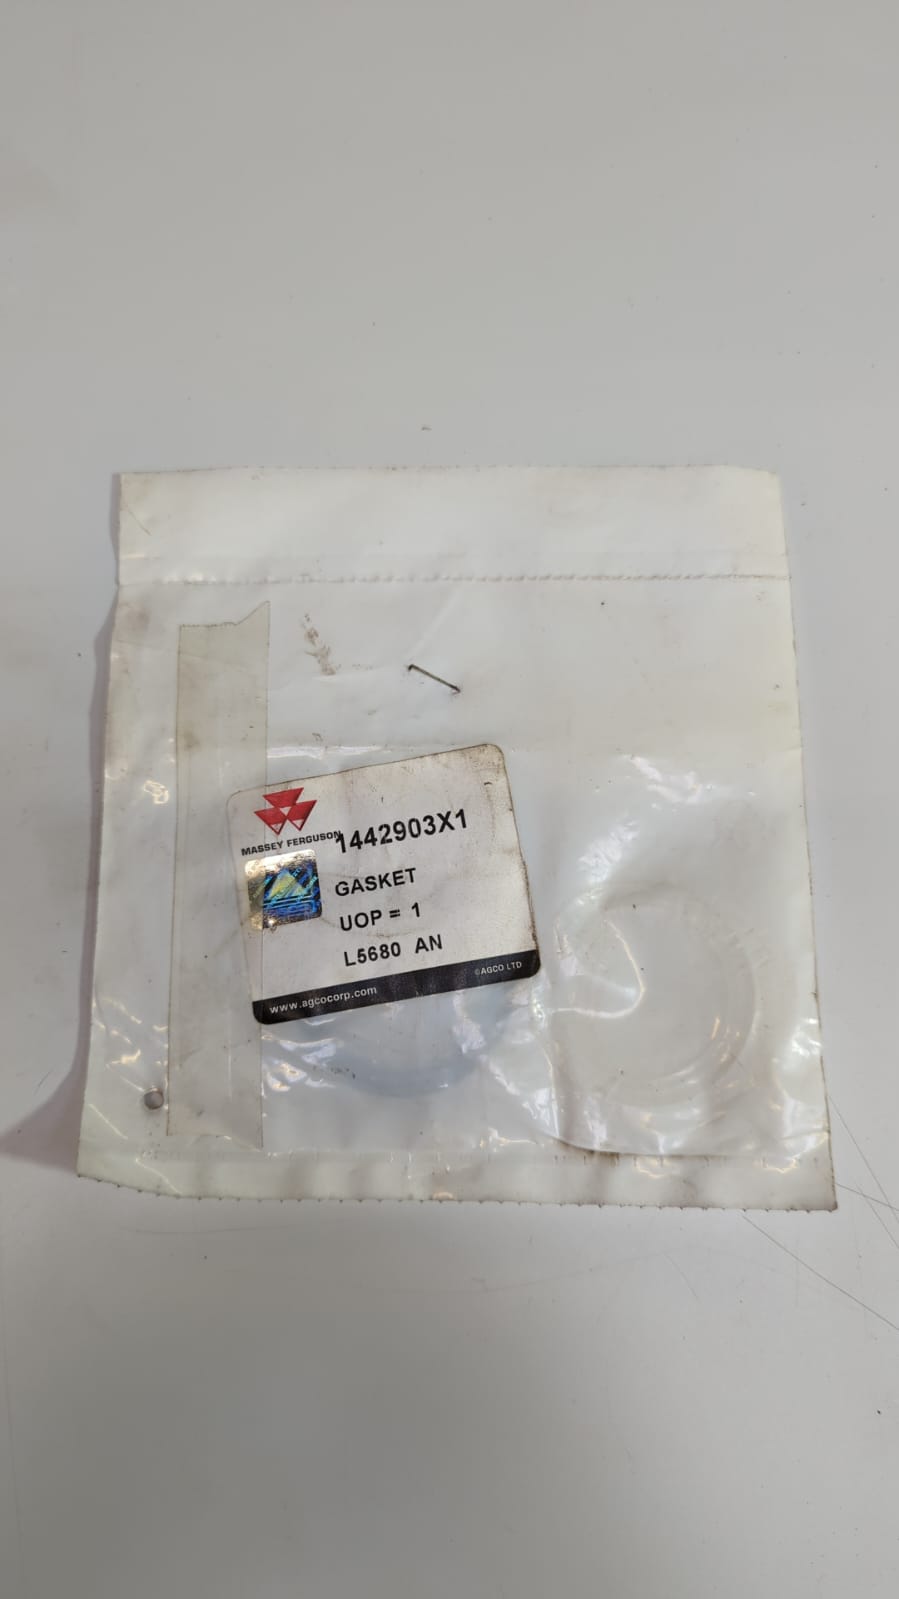 MASSEY FERGUSON
1442903X1
GASKET
UOP = 1
L5680 AN
www.agcocorp.com
©AGCO LTD